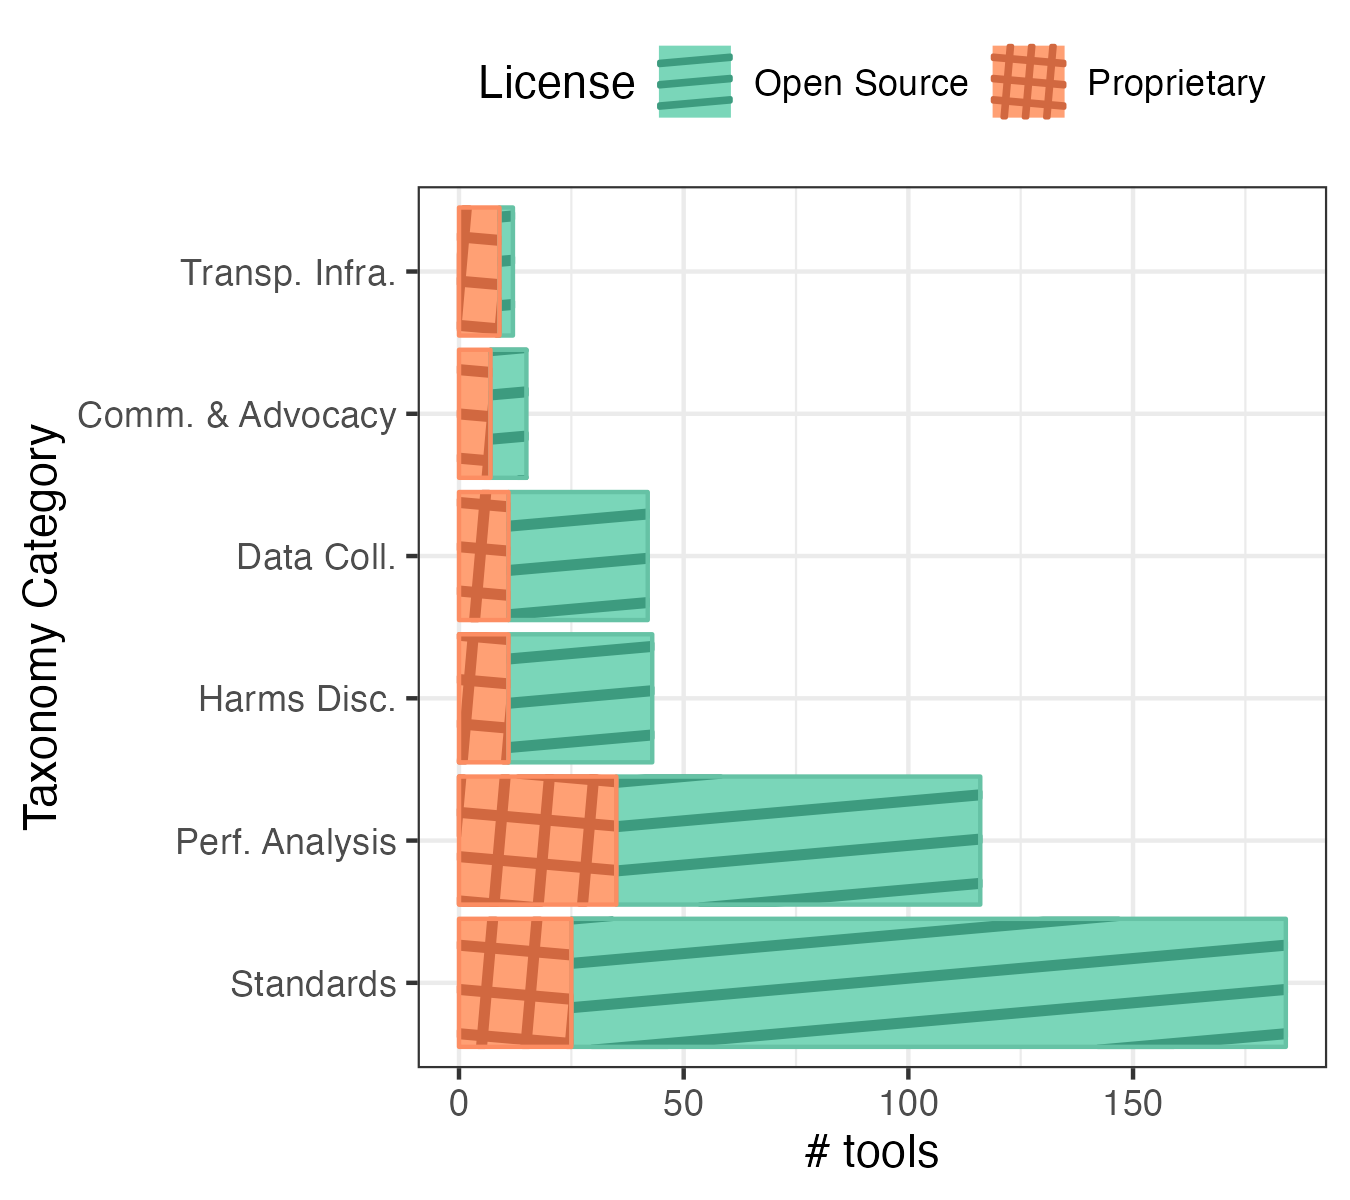 License Open Source Proprietary
Transp. Infra.
Comm. & Advocacy
Data Coll.
Harms Disc.
Perf. Analysis
Standards
Taxonomy Category
0 50 100 150
# tools